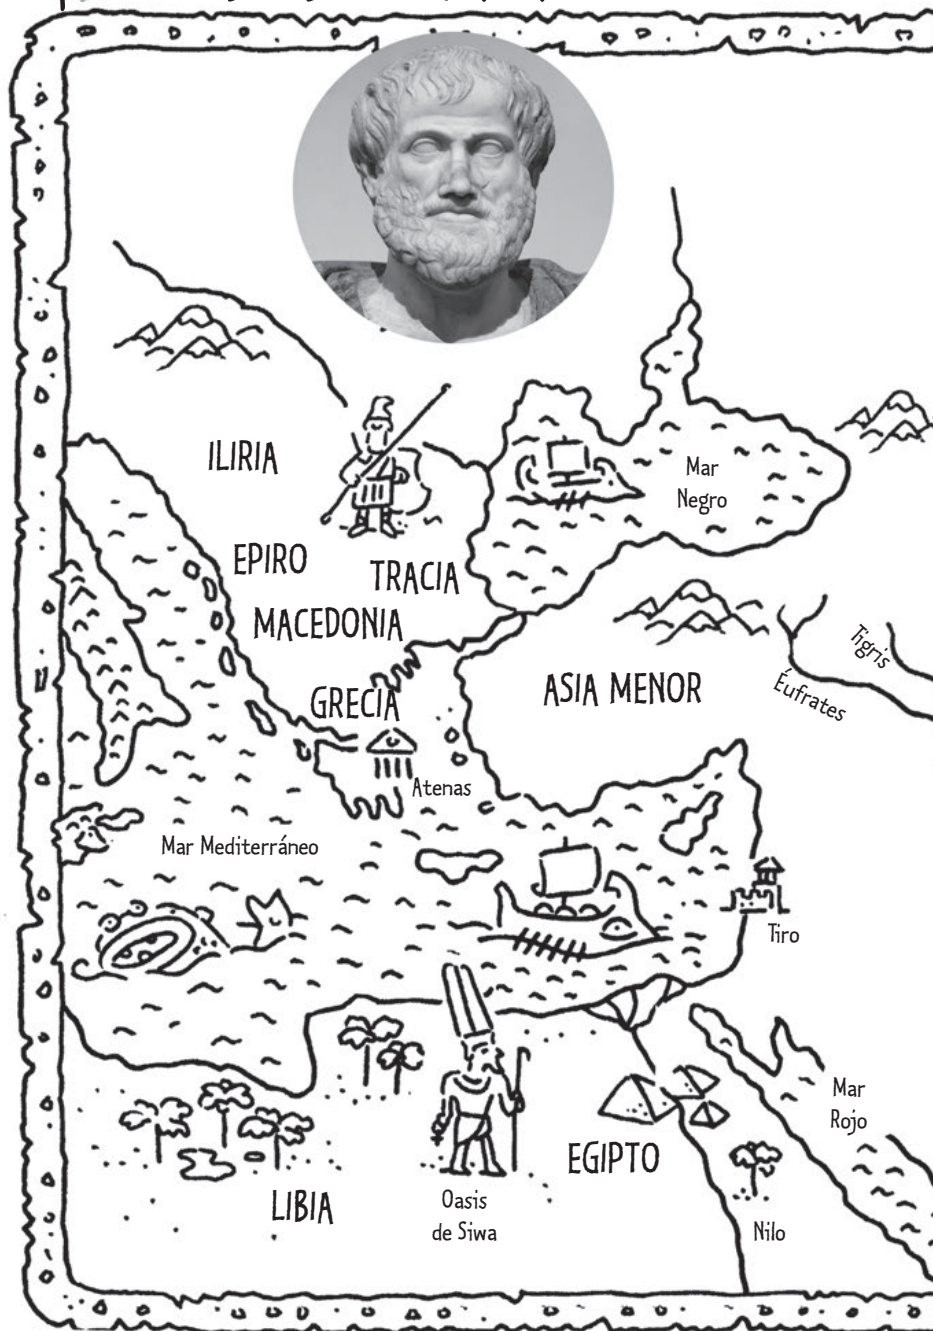 ILIRIA
Mar
Negro
EPIRO
TRACIA
MACEDONIA
Tigris
Éufrates
ASIA MENOR
GRECIA
Atenas
Mar Mediterráneo
Tiro
Mar
Rojo
EGIPTO
Oasis
de Siwa
LIBIA
Nilo